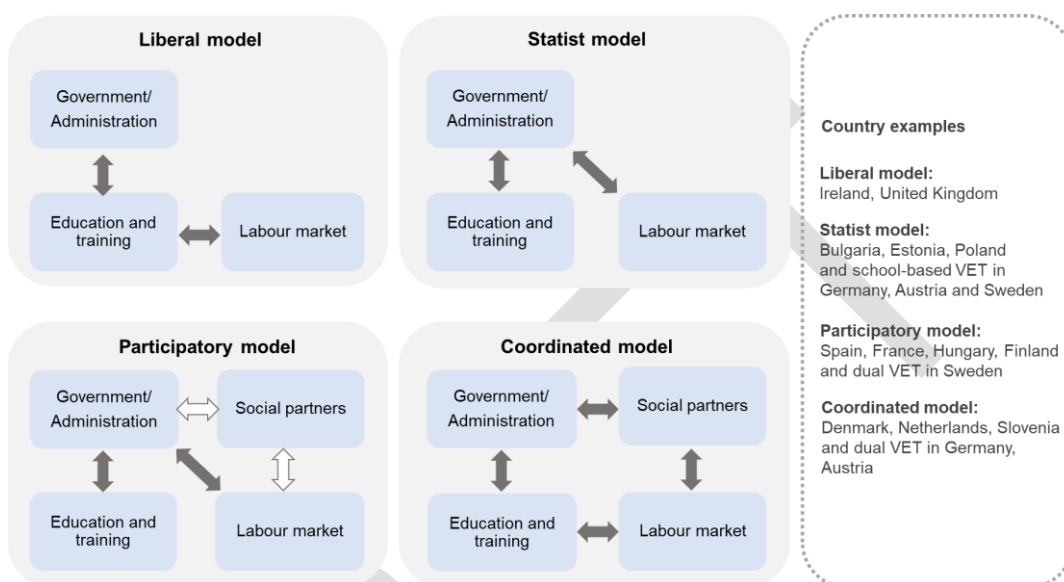 Liberal model
Government/
Administration
Education and
training
Labour market
Statist model
Government/
Administration
Education and
training
Labour market
Participatory model
Government/
Administration
Social partners
Education and
training
Labour market
Coordinated model
Government/
Administration
Social partners
Education and
training
Labour market
Country examples
Liberal model:
Ireland, United Kingdom
Statist model:
Bulgaria, Estonia, Poland
and school-based VET in
Germany, Austria and Sweden
Participatory model:
Spain, France, Hungary, Finland
and dual VET in Sweden
Coordinated model:
Denmark, Netherlands, Slovenia
and dual VET in Germany,
Austria